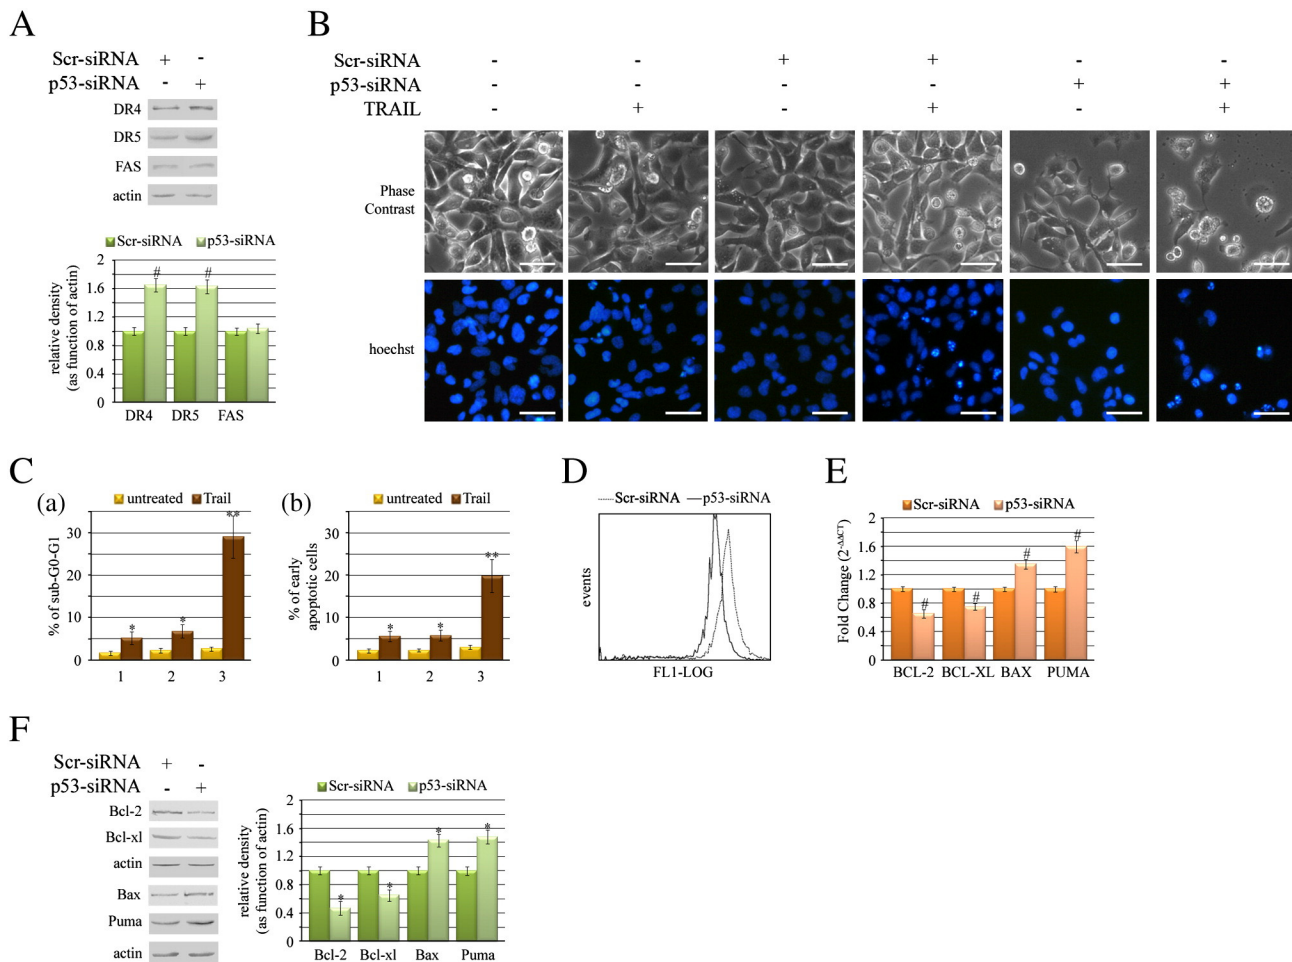 A
Scr-siRNA + -
p53-siRNA - +
DR4
DR5
FAS
actin
Scr-siRNA p53-siRNA
relative density
(as function of actin)
2
1.6
1.2
0.8
0.4
0
# #
DR4 DR5 FAS
B
Scr-siRNA - - + + - -
p53-siRNA - - - - + +
TRAIL - + - + - +
Phase
Contrast
hoechst
C
(a)
untreated Trail
% of sub-G0-G1
30
20
10
0
* * **
1 2 3
(b)
untreated Trail
% of early
apoptotic cells
30
20
10
0
* * **
1 2 3
D
Scr-siRNA p53-siRNA
events
FL1-LOG
E
Scr-siRNA p53-siRNA
Fold Change (2-ΔΔCT)
2
1.6
1.2
0.8
0.4
0
# # # #
BCL-2 BCL-XL BAX PUMA
F
Scr-siRNA + -
p53-siRNA - +
Bcl-2
Bcl-xl
actin
Bax
Puma
actin
Scr-siRNA p53-siRNA
relative density
(as function of actin)
2
1.6
1.2
0.8
0.4
0
* * * *
Bcl-2 Bcl-xl Bax Puma